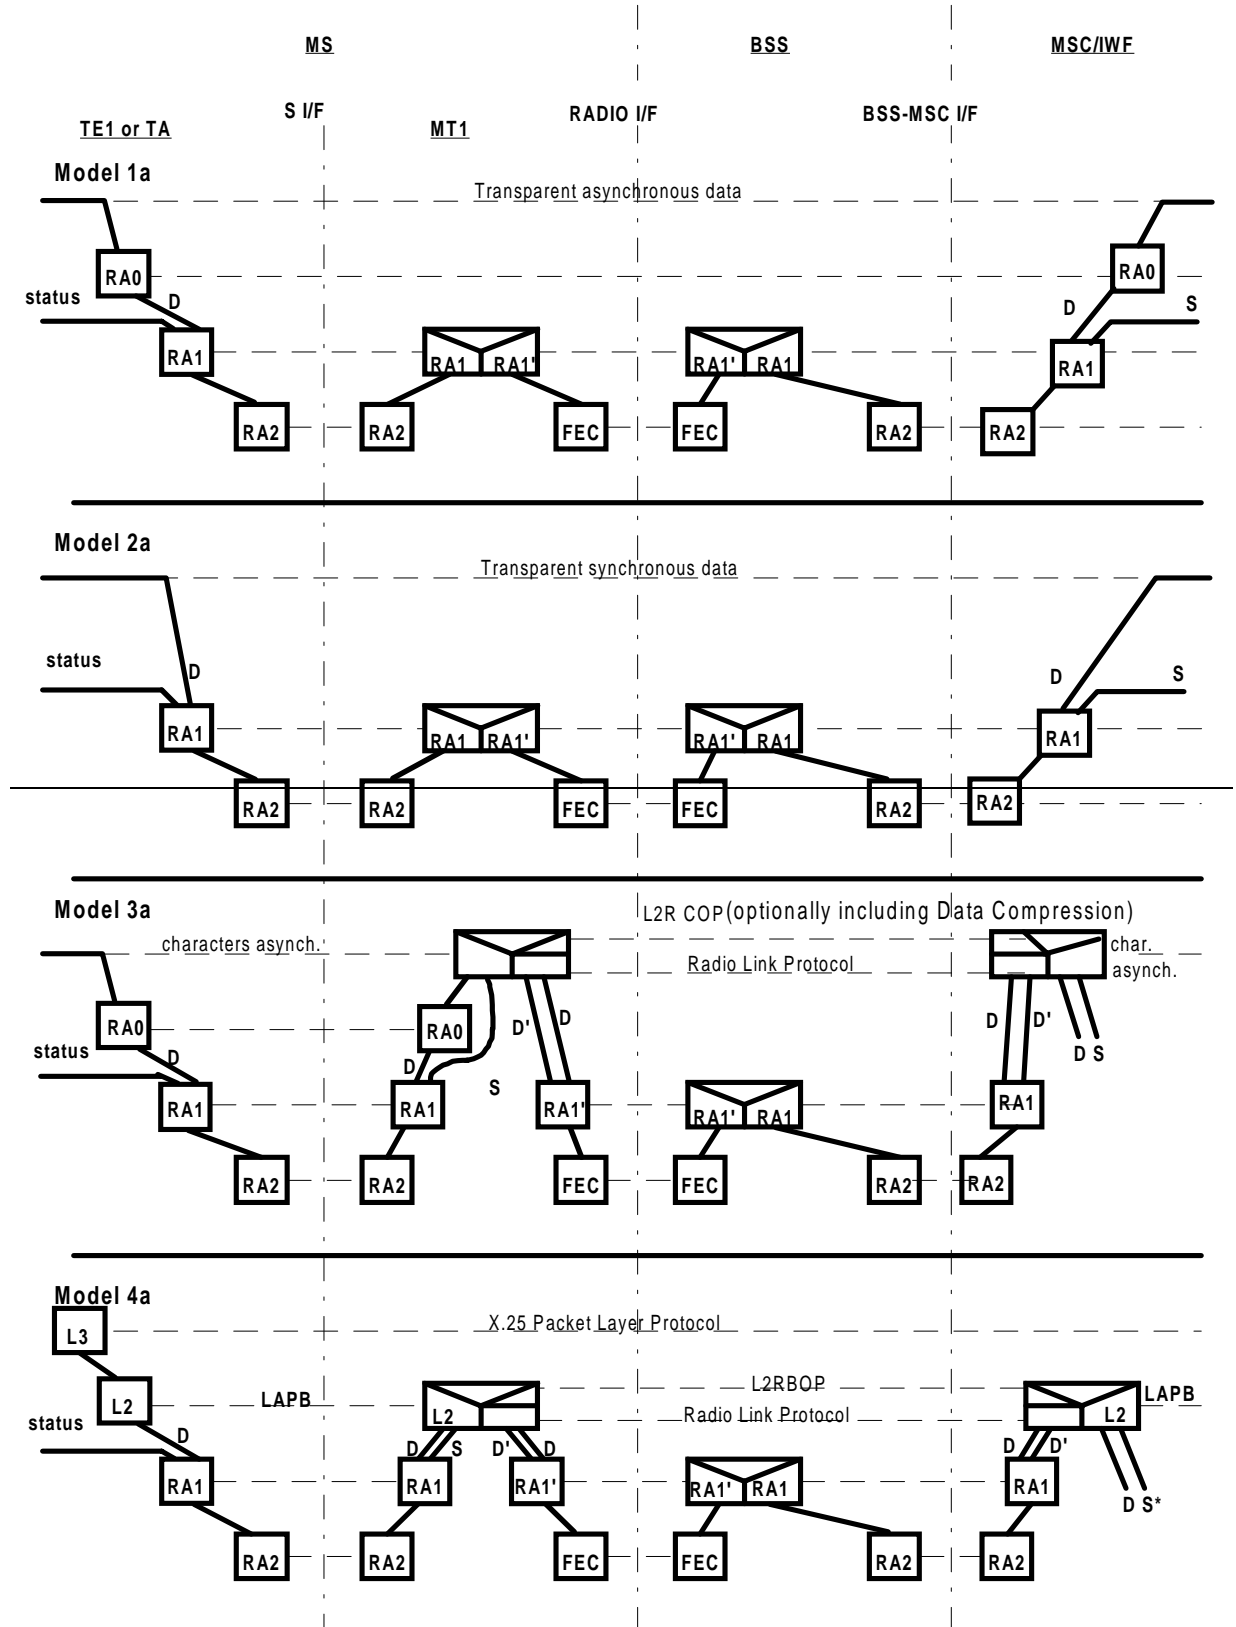 MS BSS MSC/IWF
S I/F RADIO I/F BSS-MSC I/F
TE1 or TA MT1
Model 1a
Transparent asynchronous data
RA0 RA0
status D D S
RA1 RA1 RA1' RA1' RA1 RA1
RA2 RA2 FEC FEC RA2 RA2
Model 2a
Transparent synchronous data
status D D S
RA1 RA1 RA1' RA1' RA1 RA1
RA2 RA2 FEC FEC RA2 RA2
Model 3a
L2R COP(optionally including Data Compression)
characters asynch. char.
Radio Link Protocol asynch.
RA0 RA0 D' D D D'
status D D S D S
RA1 RA1 RA1' RA1' RA1 RA1
RA2 RA2 FEC FEC RA2 RA2
Model 4a
X.25 Packet Layer Protocol
L3
L2RBOP
L2 LAPB L2 L2 LAPB
Radio Link Protocol
status D D S D' D D D'
RA1 RA1 RA1' RA1' RA1 RA1
D S*
RA2 RA2 FEC FEC RA2 RA2